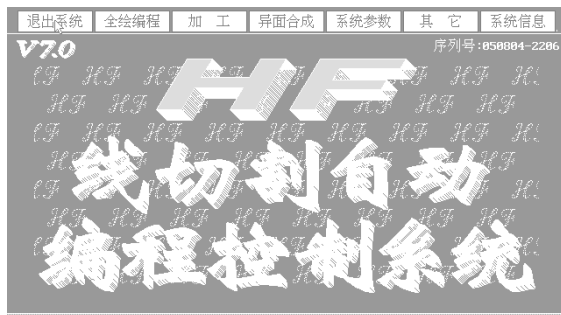 退出系统 全绘编程 加 工 异面合成 系统参数 其 它 系统信息
V7.0 序列号:050804-2206
HF
线切割自动
编程控制系统